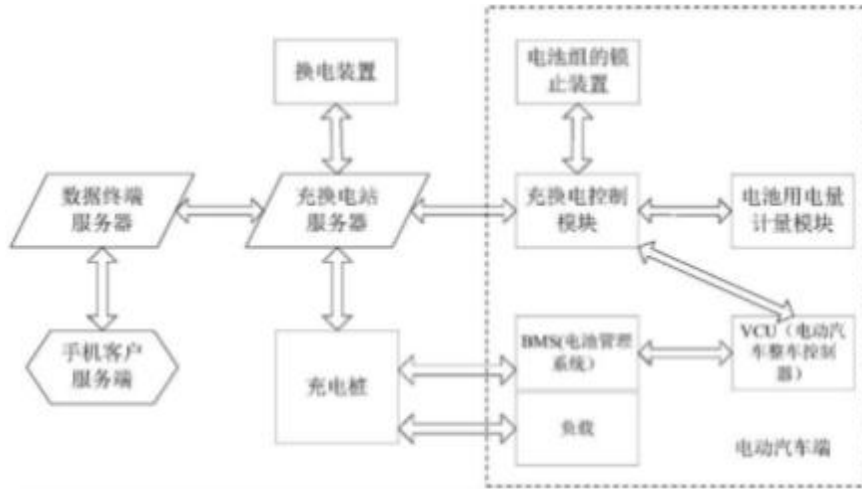 换电装置
电池组的锁
止装置
数据终端
服务器
充换电站
服务器
充换电控制
模块
电池用电量
计量模块
手机客户
服务端
充电桩
BMS(电池管理
系统）
负载
VCU（电动汽
车整车控制
器）
电动汽车端